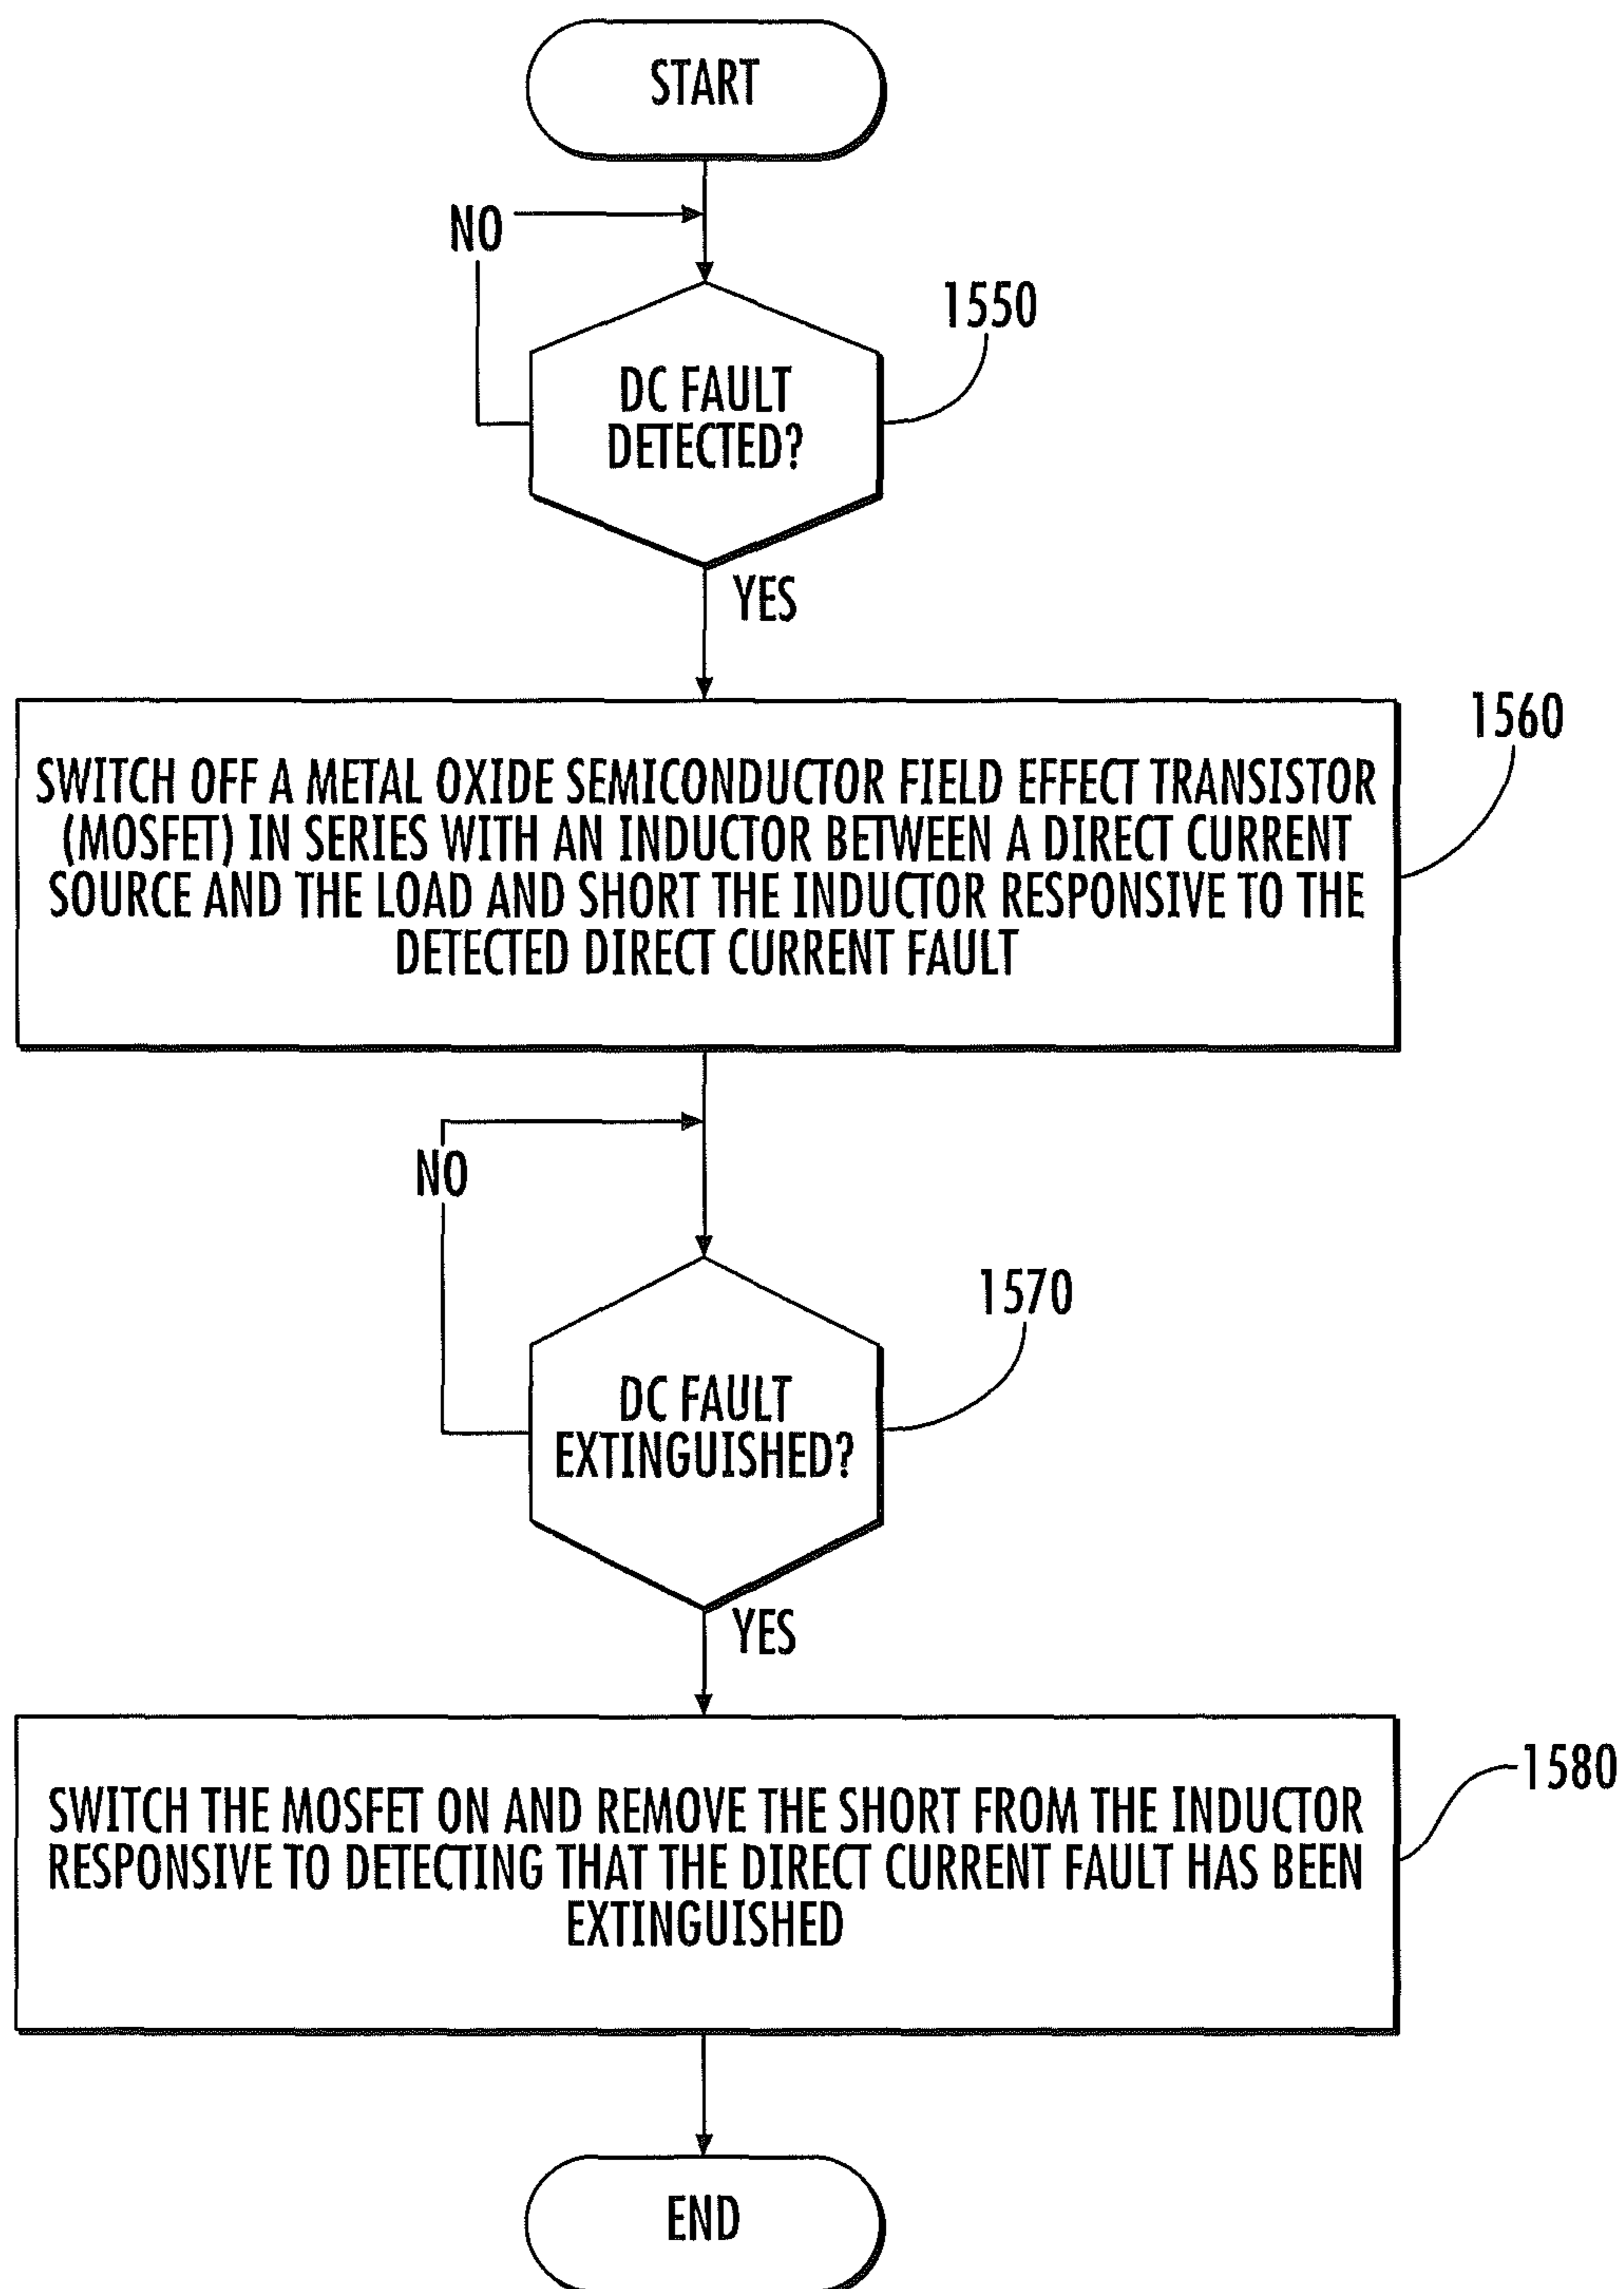 START
NO
1550
DC FAULT
DETECTED?
YES
1560
SWITCH OFF A METAL OXIDE SEMICONDUCTOR FIELD EFFECT TRANSISTOR
(MOSFET) IN SERIES WITH AN INDUCTOR BETWEEN A DIRECT CURRENT
SOURCE AND THE LOAD AND SHORT THE INDUCTOR RESPONSIVE TO THE
DETECTED DIRECT CURRENT FAULT
NO
1570
DC FAULT
EXTINGUISHED?
YES
1580
SWITCH THE MOSFET ON AND REMOVE THE SHORT FROM THE INDUCTOR
RESPONSIVE TO DETECTING THAT THE DIRECT CURRENT FAULT HAS BEEN
EXTINGUISHED
END